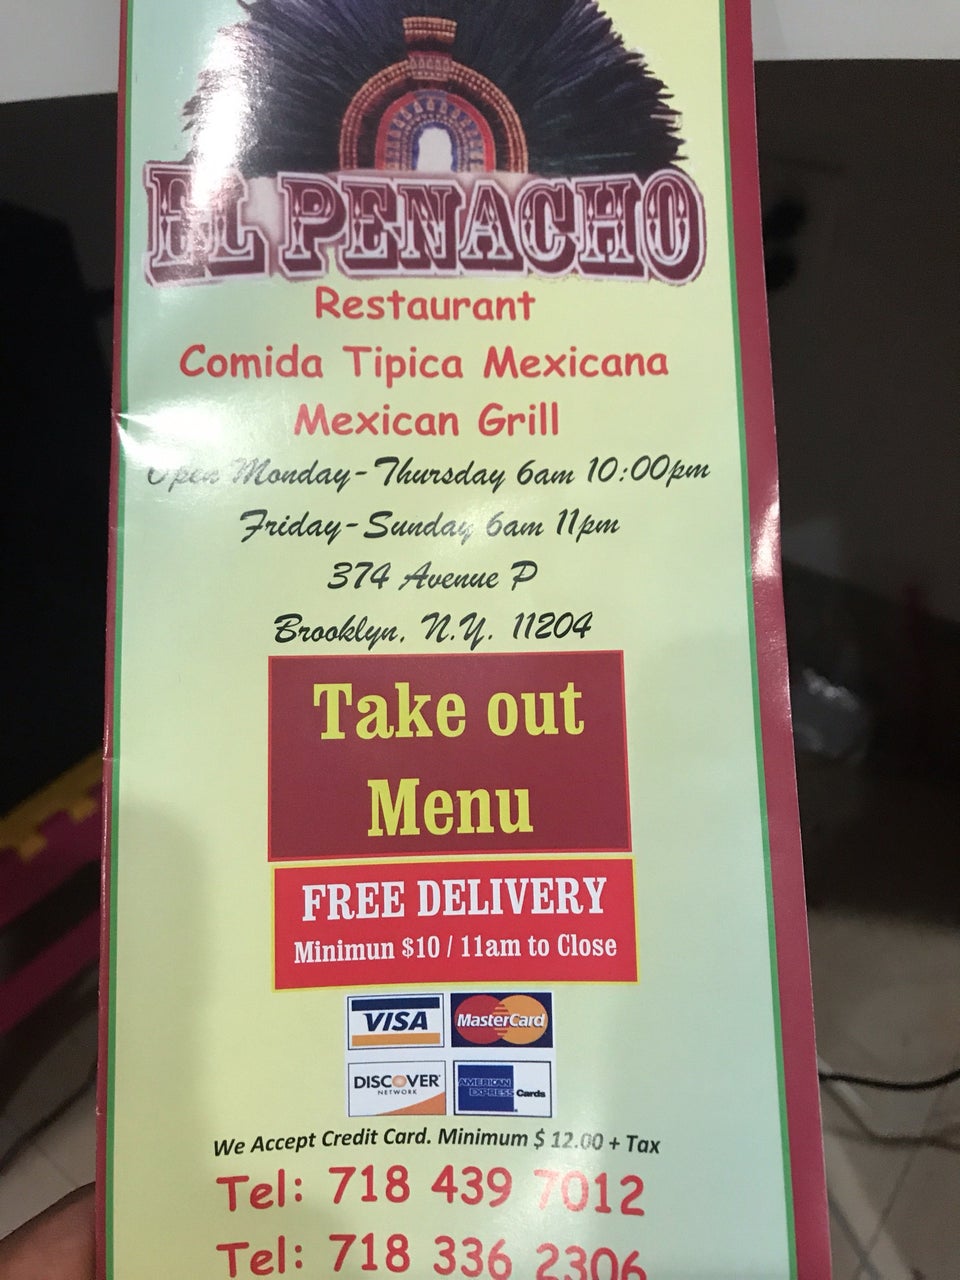 EL PENACHO
Restaurant
Comida Tipica Mexicana
Mexican Grill
Open Monday-Thursday 6am 10:00pm
Friday-Sunday 6am 11pm
374 Avenue P
Brooklyn, N.Y. 11204
Take out
Menu
FREE DELIVERY
Minimun $10 / 11am to Close
VISA MasterCard
DISCOVER NETWORK AMERICAN EXPRESS Cards
We Accept Credit Card. Minimum $ 12.00 + Tax
Tel: 718 439 7012
Tel: 718 336 2306